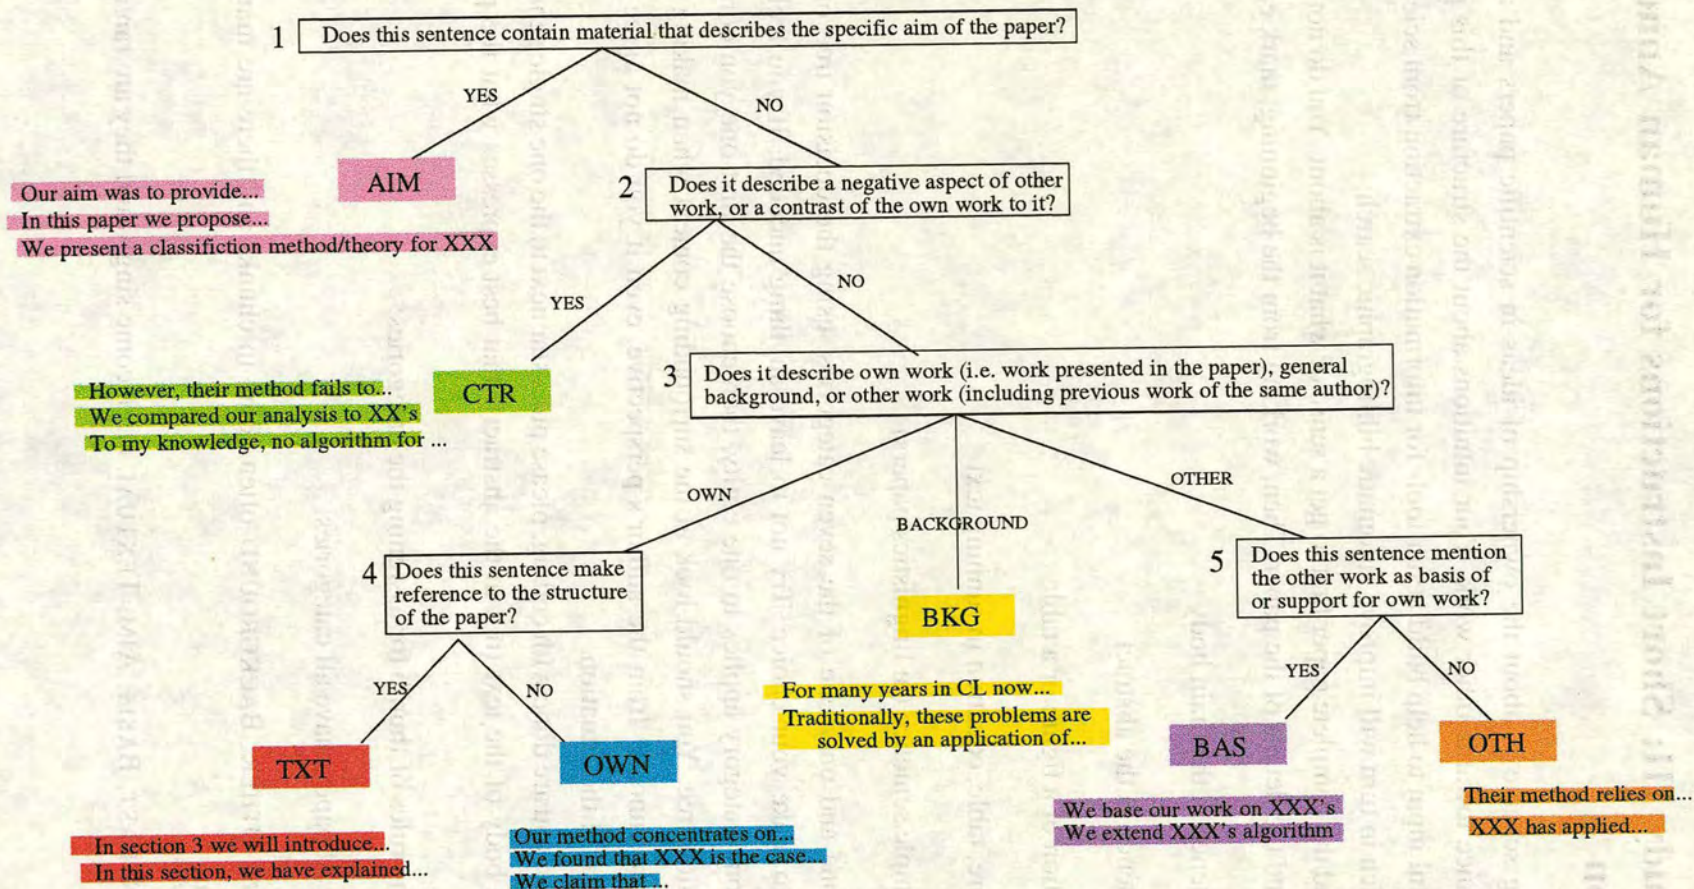 1 Does this sentence contain material that describes the specific aim of the paper?
YES
NO
AIM
Our aim was to provide...
In this paper we propose...
We present a classifiction method/theory for XXX
2 Does it describe a negative aspect of other
work, or a contrast of the own work to it?
YES
NO
CTR
However, their method fails to...
We compared our analysis to XX's
To my knowledge, no algorithm for ...
3 Does it describe own work (i.e. work presented in the paper), general
background, or other work (including previous work of the same author)?
OWN
BACKGROUND
OTHER
4 Does this sentence make
reference to the structure
of the paper?
YES
NO
TXT
In section 3 we will introduce...
In this section, we have explained...
OWN
Our method concentrates on...
We found that XXX is the case...
We claim that ...
BKG
For many years in CL now...
Traditionally, these problems are
solved by an application of...
5 Does this sentence mention
the other work as basis of
or support for own work?
YES
NO
BAS
We base our work on XXX's
We extend XXX's algorithm
OTH
Their method relies on...
XXX has applied...